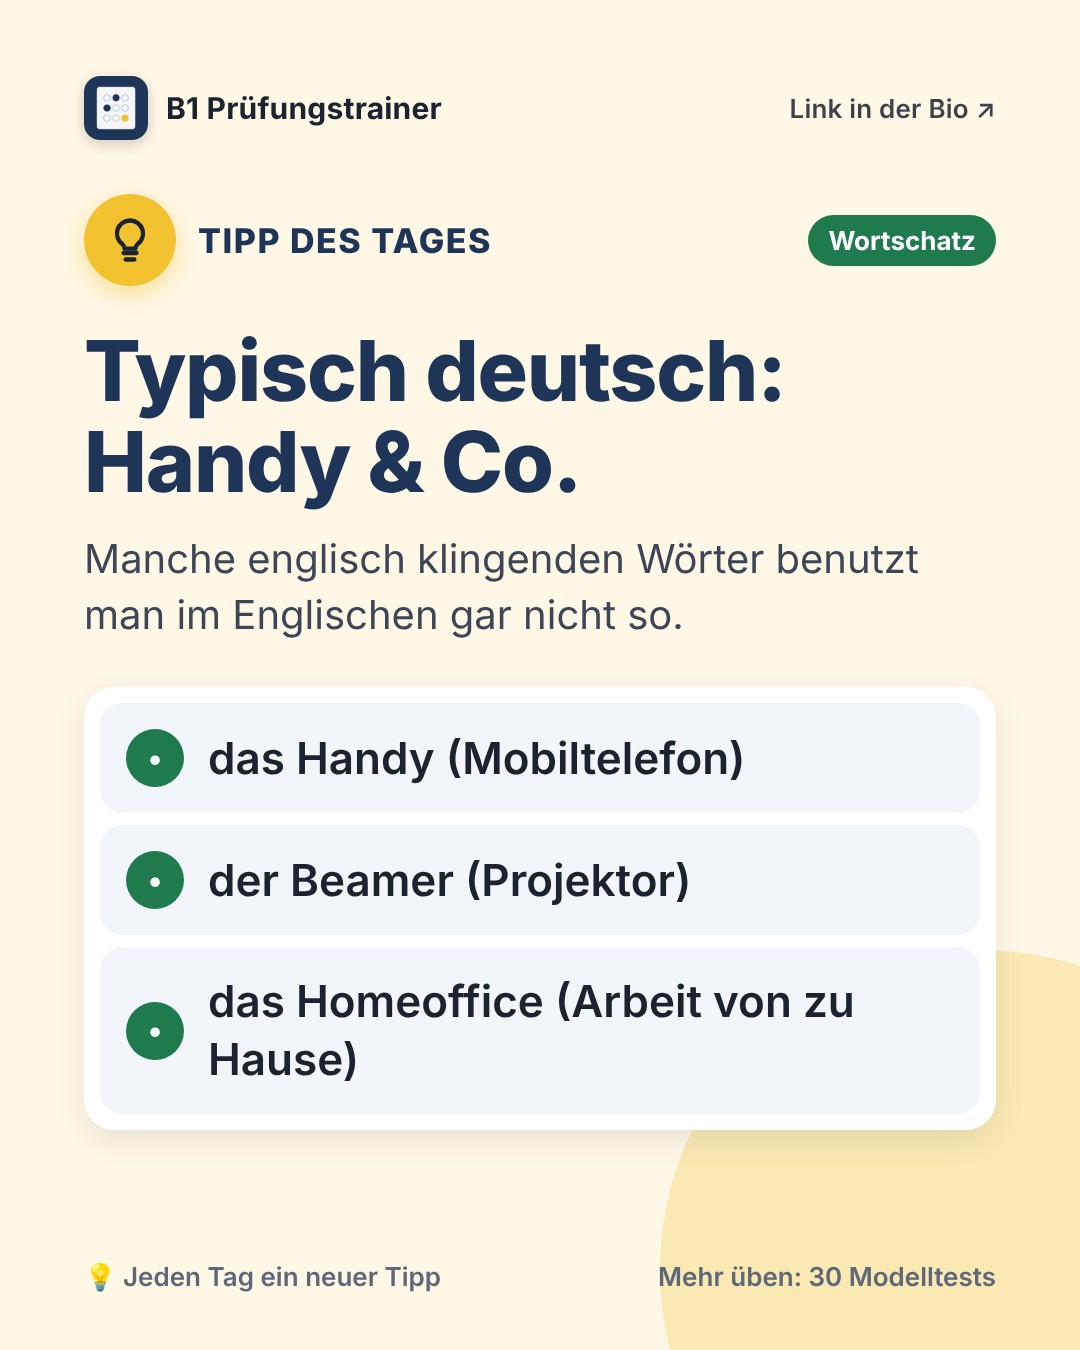 B1 Prüfungstrainer
Link in der Bio ↗
TIPP DES TAGES
Wortschatz
Typisch deutsch:
Handy & Co.
Manche englisch klingenden Wörter benutzt
man im Englischen gar nicht so.
das Handy (Mobiltelefon)
der Beamer (Projektor)
das Homeoffice (Arbeit von zu
Hause)
💡 Jeden Tag ein neuer Tipp
Mehr üben: 30 Modelltests